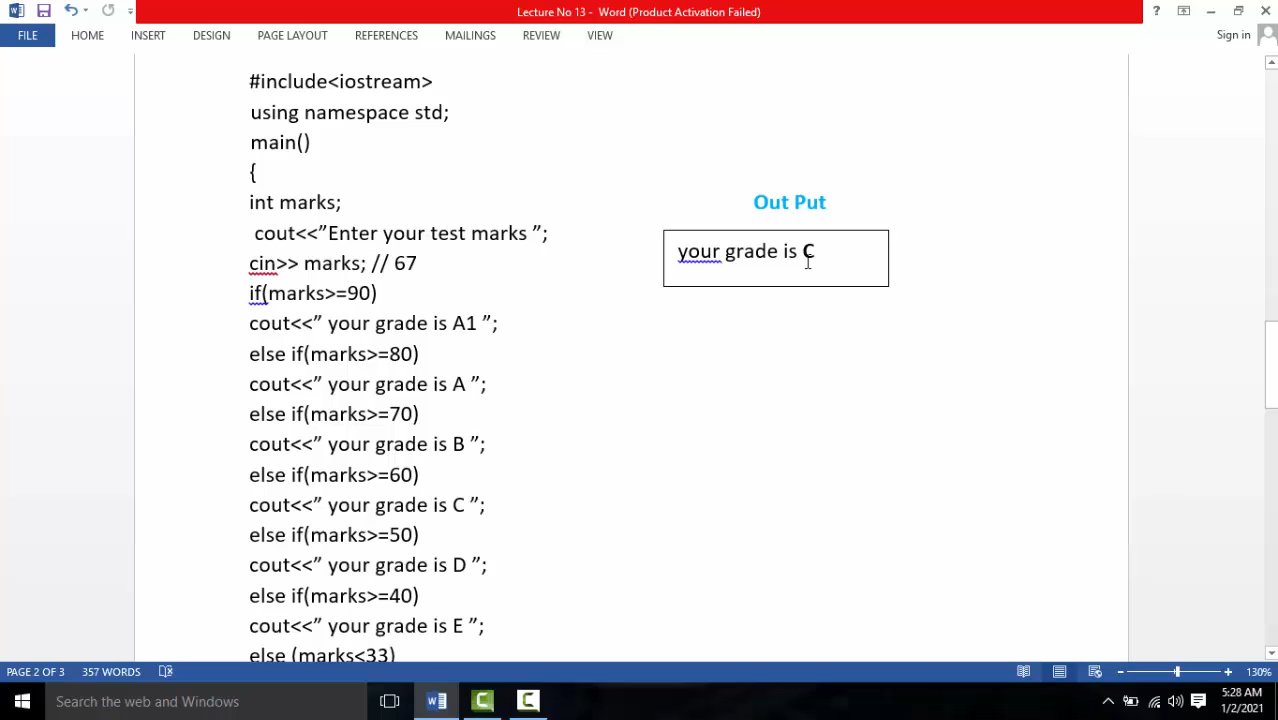 Lecture No 13 - Word (Product Activation Failed)
?
FILE HOME INSERT DESIGN PAGE LAYOUT REFERENCES MAILINGS REVIEW VIEW Sign in
#include<iostream>
using namespace std;
main()
{
int marks;
cout<<”Enter your test marks ”;
cin>> marks; // 67
if(marks>=90)
cout<<” your grade is A1 ”;
else if(marks>=80)
cout<<” your grade is A ”;
else if(marks>=70)
cout<<” your grade is B ”;
else if(marks>=60)
cout<<” your grade is C ”;
else if(marks>=50)
cout<<” your grade is D ”;
else if(marks>=40)
cout<<” your grade is E ”;
else (marks<33)
Out Put
your grade is C
PAGE 2 OF 3 357 WORDS 130%
Search the web and Windows
5:28 AM
1/2/2021